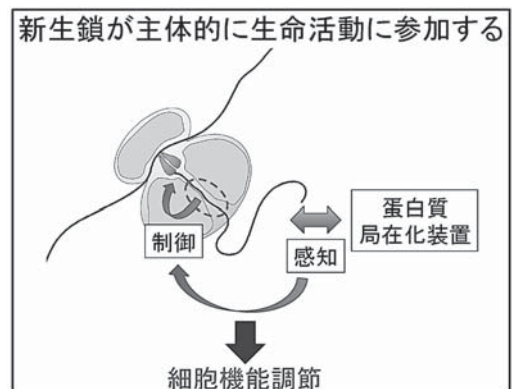 新生鎖が主体的に生命活動に参加する
制御
感知
蛋白質
局在化装置
細胞機能調節